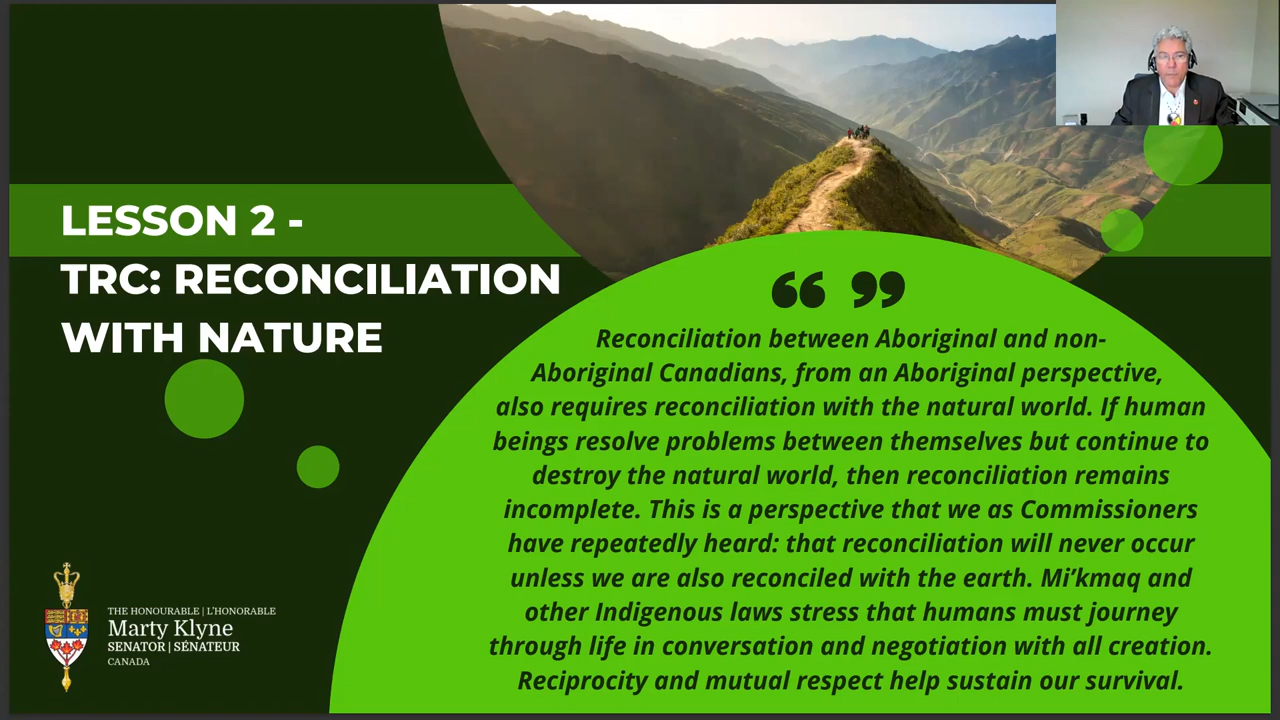 LESSON 2 -
TRC: RECONCILIATION
WITH NATURE
“ ”
Reconciliation between Aboriginal and non-
Aboriginal Canadians, from an Aboriginal perspective,
also requires reconciliation with the natural world. If human
beings resolve problems between themselves but continue to
destroy the natural world, then reconciliation remains
incomplete. This is a perspective that we as Commissioners
have repeatedly heard: that reconciliation will never occur
unless we are also reconciled with the earth. Mi’kmaq and
other Indigenous laws stress that humans must journey
through life in conversation and negotiation with all creation.
Reciprocity and mutual respect help sustain our survival.
THE HONOURABLE | L'HONORABLE
Marty Klyne
SENATOR | SÉNATEUR
CANADA